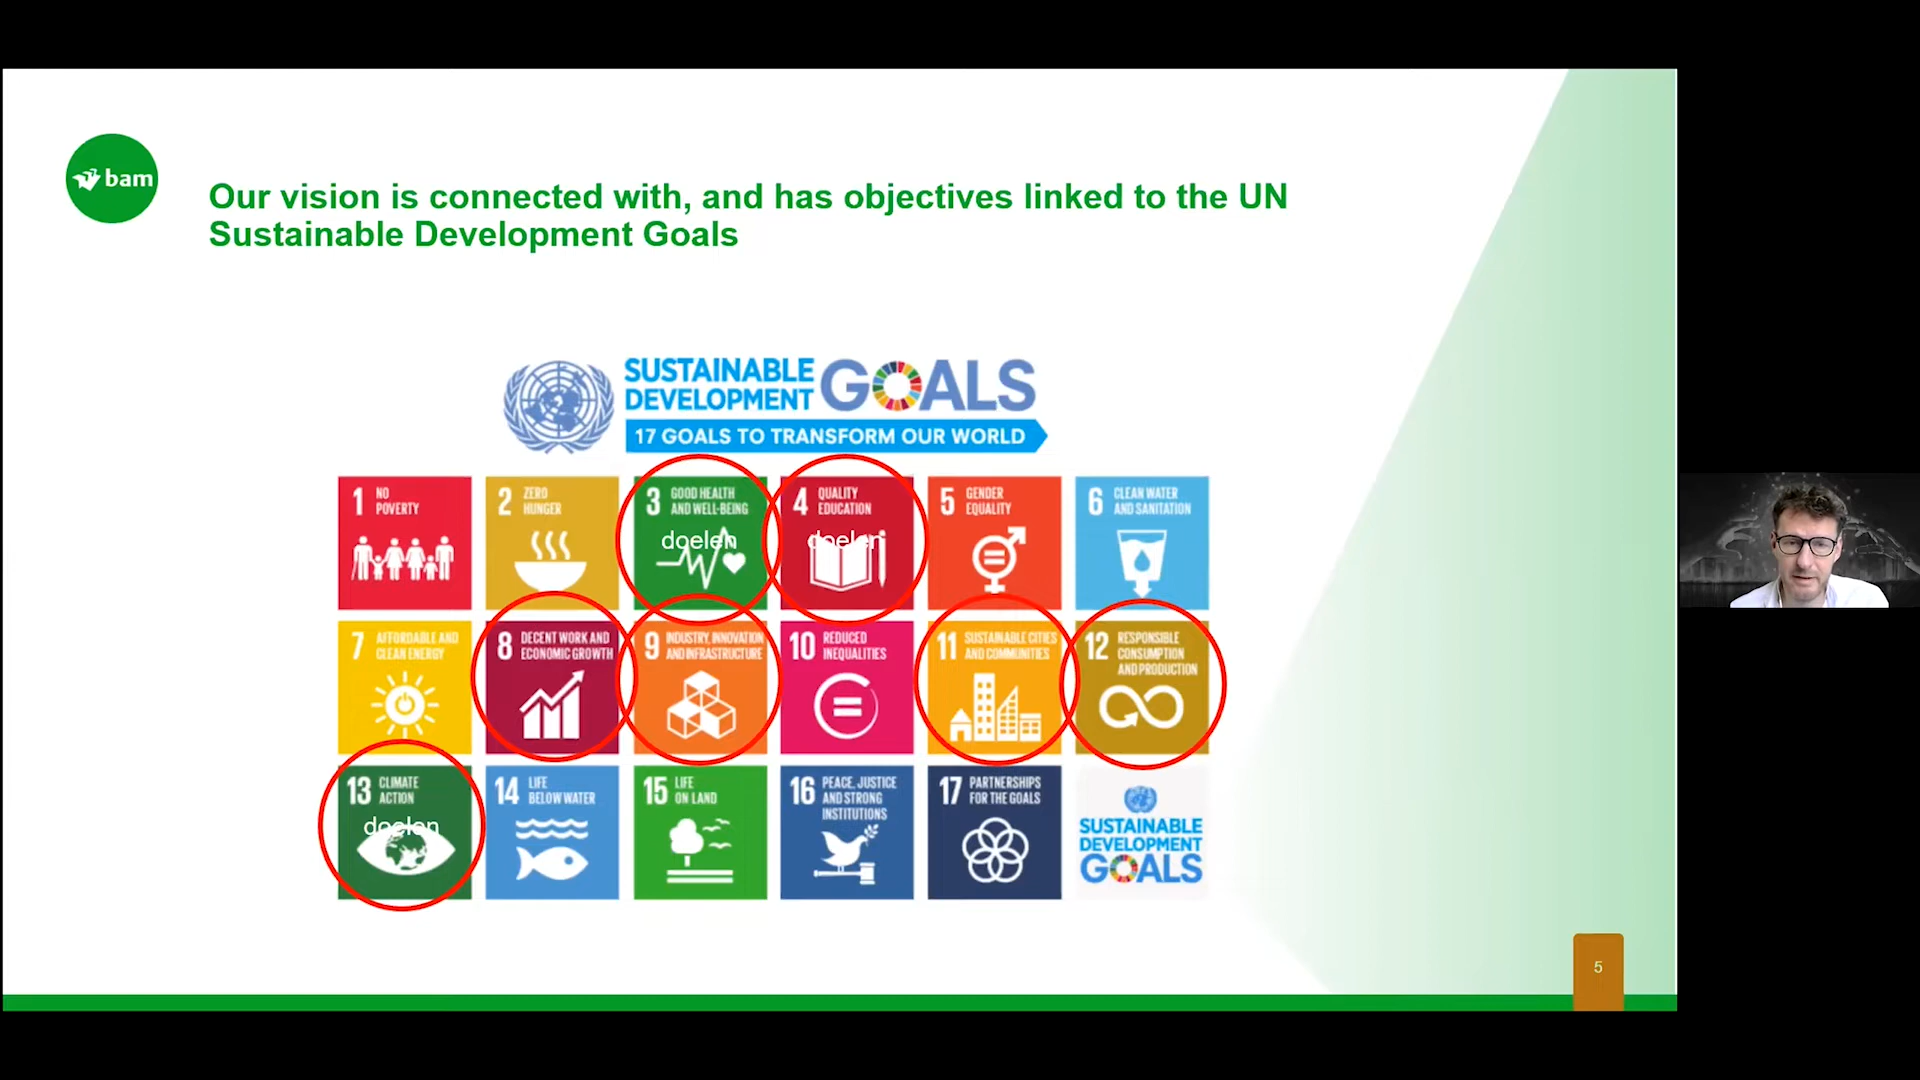 bam
Our vision is connected with, and has objectives linked to the UN
Sustainable Development Goals
SUSTAINABLE
DEVELOPMENT
GOALS
17 GOALS TO TRANSFORM OUR WORLD
1 NO
POVERTY
2 ZERO
HUNGER
3 GOOD HEALTH
AND WELL-BEING
doelen
4 QUALITY
EDUCATION
doelen
5 GENDER
EQUALITY
6 CLEAN WATER
AND SANITATION
7 AFFORDABLE AND
CLEAN ENERGY
8 DECENT WORK AND
ECONOMIC GROWTH
9 INDUSTRY, INNOVATION
AND INFRASTRUCTURE
10 REDUCED
INEQUALITIES
11 SUSTAINABLE CITIES
AND COMMUNITIES
12 RESPONSIBLE
CONSUMPTION
AND PRODUCTION
13 CLIMATE
ACTION
doelen
14 LIFE
BELOW WATER
15 LIFE
ON LAND
16 PEACE, JUSTICE
AND STRONG
INSTITUTIONS
17 PARTNERSHIPS
FOR THE GOALS
SUSTAINABLE
DEVELOPMENT
GOALS
5